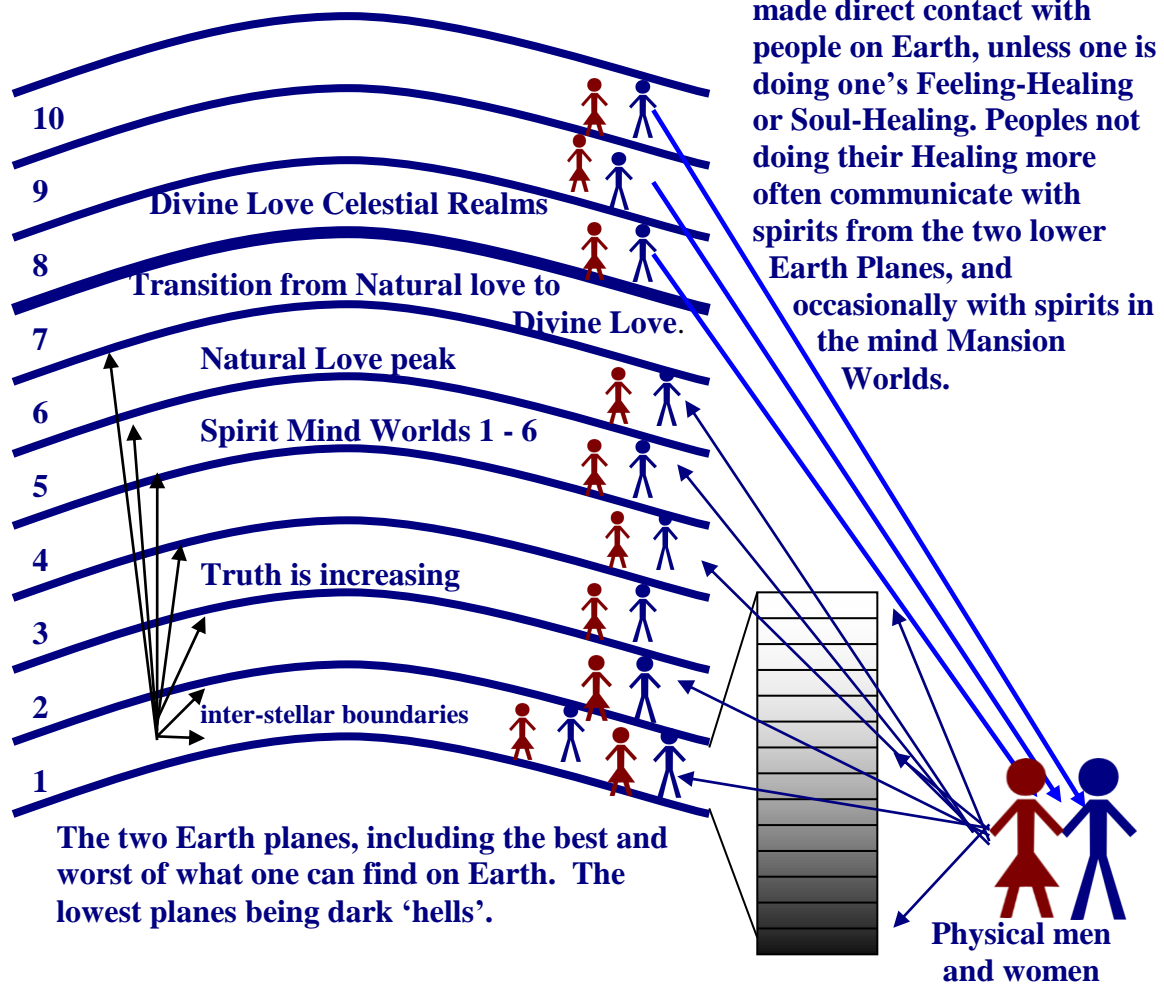 made direct contact with
people on Earth, unless one is
doing one's Feeling-Healing
or Soul-Healing. Peoples not
doing their Healing more
often communicate with
spirits from the two lower
Earth Planes, and
occasionally with spirits in
the mind Mansion
Worlds.
10
9
Divine Love Celestial Realms
8
Transition from Natural love to
Divine Love.
7
Natural Love peak
6
Spirit Mind Worlds 1 - 6
5
4
Truth is increasing
3
2
inter-stellar boundaries
1
The two Earth planes, including the best and
worst of what one can find on Earth.  The
lowest planes being dark ‘hells’.
Physical men
and women